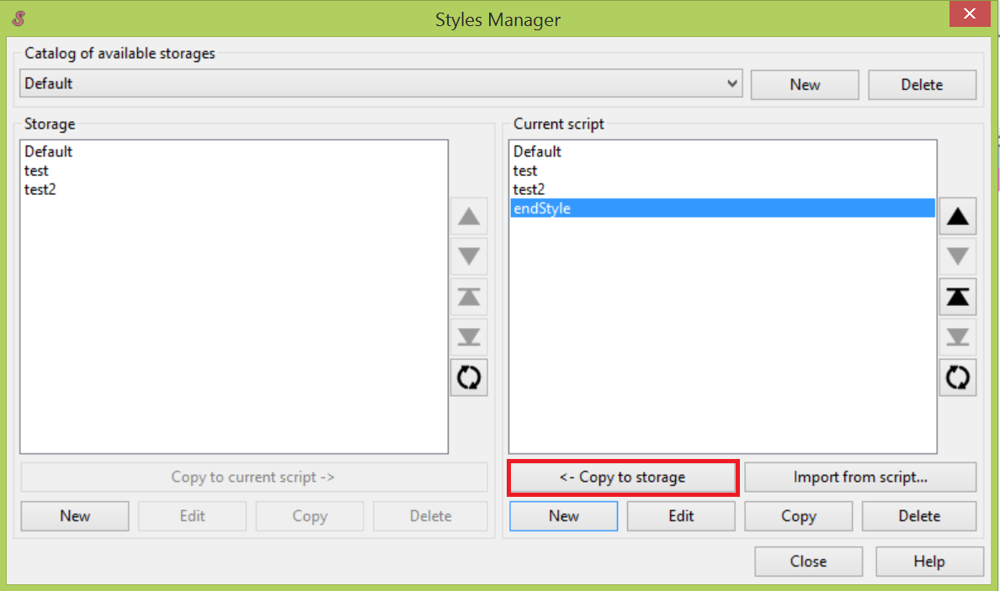 Styles Manager
Catalog of available storages
Default
New
Delete
Storage
Default
test
test2
Copy to current script ->
New
Edit
Copy
Delete
Current script
Default
test
test2
endStyle
<- Copy to storage
Import from script...
New
Edit
Copy
Delete
Close
Help